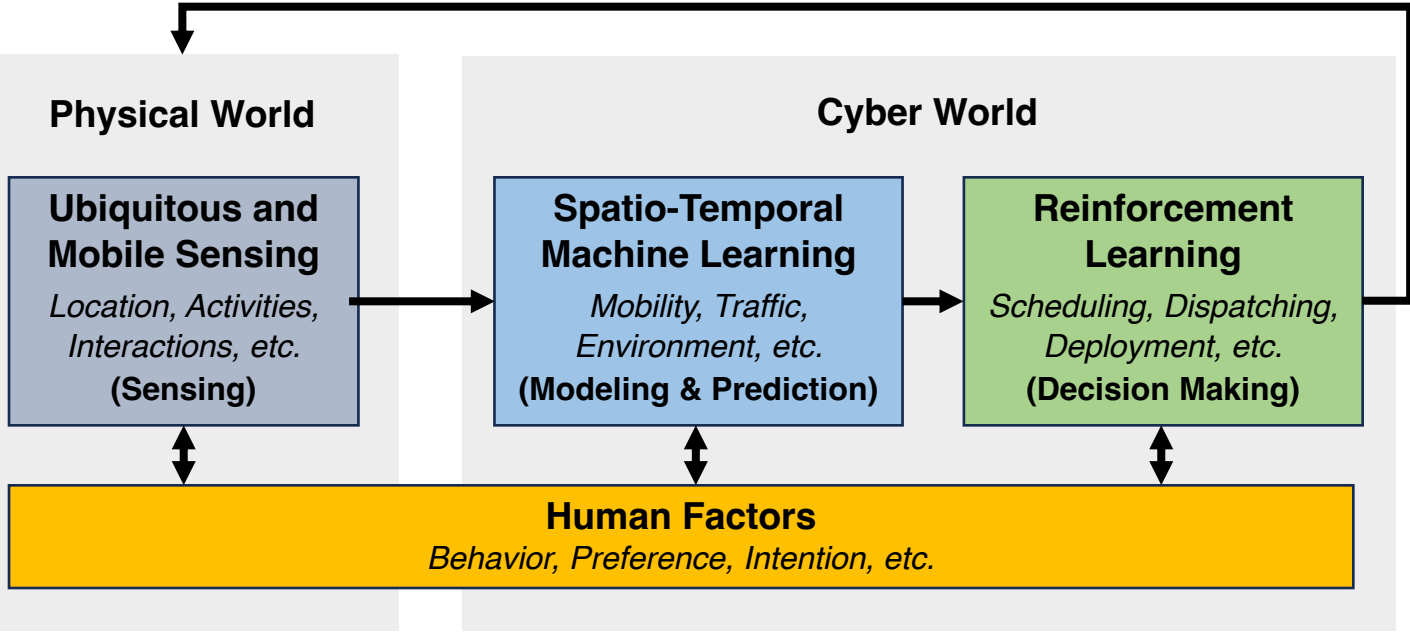 Physical World
Ubiquitous and
Mobile Sensing
Location, Activities,
Interactions, etc.
(Sensing)
Cyber World
Spatio-Temporal
Machine Learning
Mobility, Traffic,
Environment, etc.
(Modeling & Prediction)
Reinforcement
Learning
Scheduling, Dispatching,
Deployment, etc.
(Decision Making)
Human Factors
Behavior, Preference, Intention, etc.